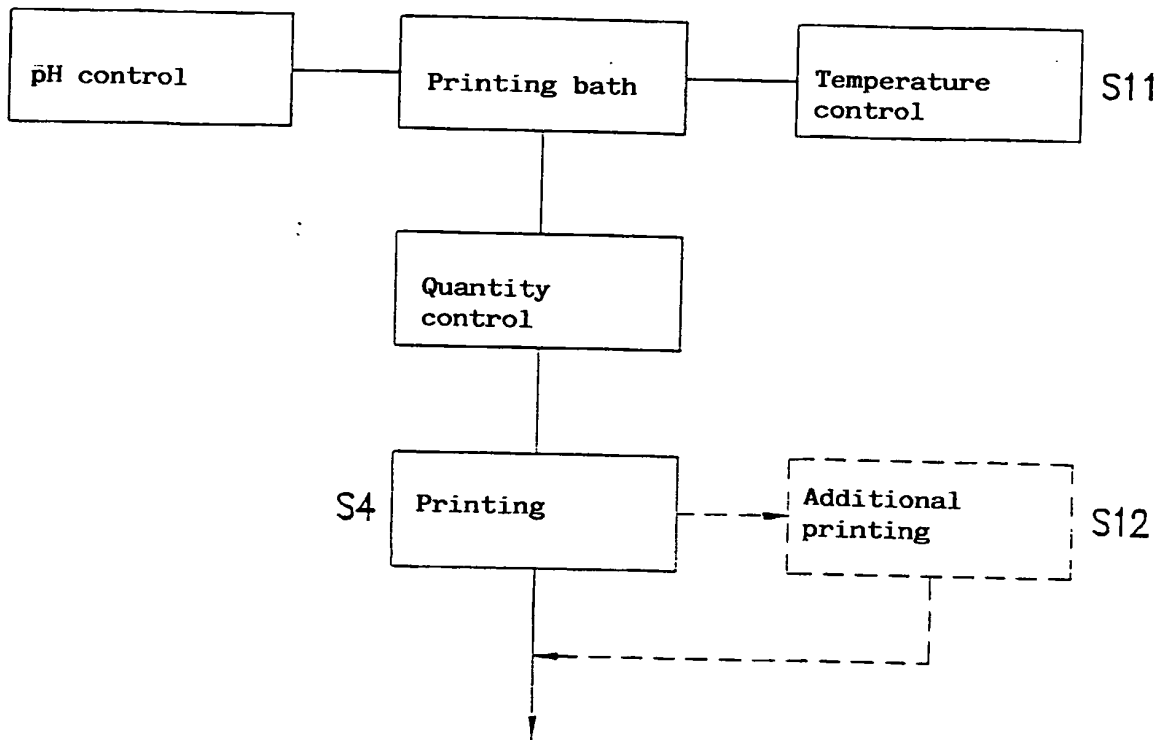 pH control
Printing bath
Temperature
control
S11
Quantity
control
S4
Printing
Additional
printing
S12